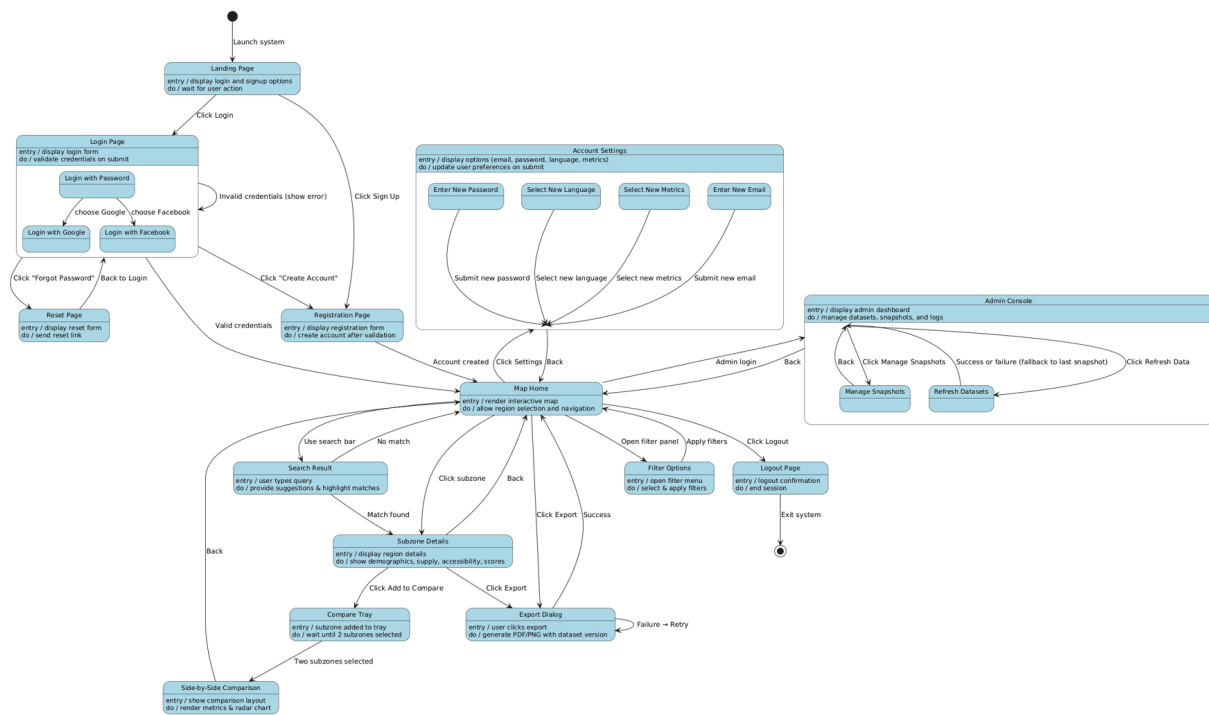 Launch system
Landing Page
entry / display login and signup options
do / wait for user action
Click Login
Login Page
entry / display login form
do / validate credentials on submit
Login with Password
choose Google
choose Facebook
Login with Google
Login with Facebook
Invalid credentials (show error)
Click Sign Up
Account Settings
entry / display options (email, password, language, metrics)
do / update user preferences on submit
Enter New Password
Select New Language
Select New Metrics
Enter New Email
Submit new password
Select new language
Select new metrics
Submit new email
Click "Forgot Password"
Back to Login
Click "Create Account"
Reset Page
entry / display reset form
do / send reset link
Valid credentials
Registration Page
entry / display registration form
do / create account after validation
Account created
Click Settings
Back
Admin login
Back
Admin Console
entry / display admin dashboard
do / manage datasets, snapshots, and logs
Back
Click Manage Snapshots
Success or failure (fallback to last snapshot)
Click Refresh Data
Manage Snapshots
Refresh Datasets
Map Home
entry / render interactive map
do / allow region selection and navigation
Use search bar
No match
Click subzone
Back
Click Export
Success
Open filter panel
Apply filters
Click Logout
Search Result
entry / user types query
do / provide suggestions & highlight matches
Filter Options
entry / open filter menu
do / select & apply filters
Logout Page
entry / logout confirmation
do / end session
Match found
Exit system
Subzone Details
entry / display region details
do / show demographics, supply, accessibility, scores
Back
Click Add to Compare
Click Export
Compare Tray
entry / subzone added to tray
do / wait until 2 subzones selected
Export Dialog
entry / user clicks export
do / generate PDF/PNG with dataset version
Failure → Retry
Two subzones selected
Side-by-Side Comparison
entry / show comparison layout
do / render metrics & radar chart